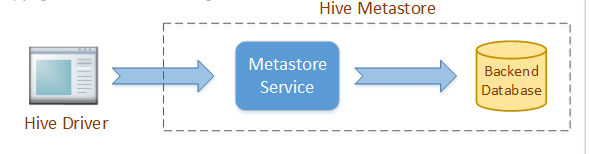 Hive Metastore
Metastore
Service
Backend
Database
Hive Driver